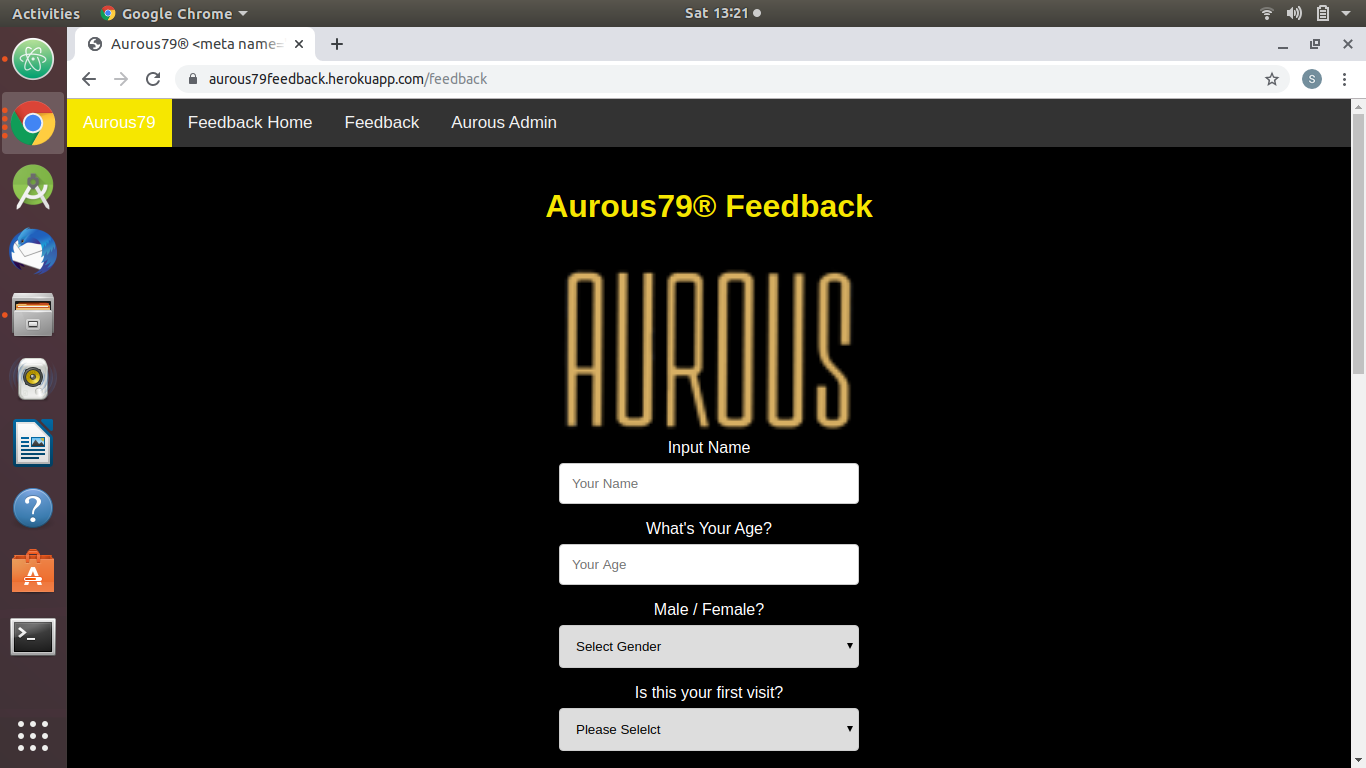 Activities
Google Chrome
Sat 13:21
Aurous79® <meta name=
aurous79feedback.herokuapp.com/feedback
S
Aurous79
Feedback Home
Feedback
Aurous Admin
Aurous79® Feedback
AUROUS
Input Name
Your Name
What's Your Age?
Your Age
Male / Female?
Select Gender
Is this your first visit?
Please Selelct